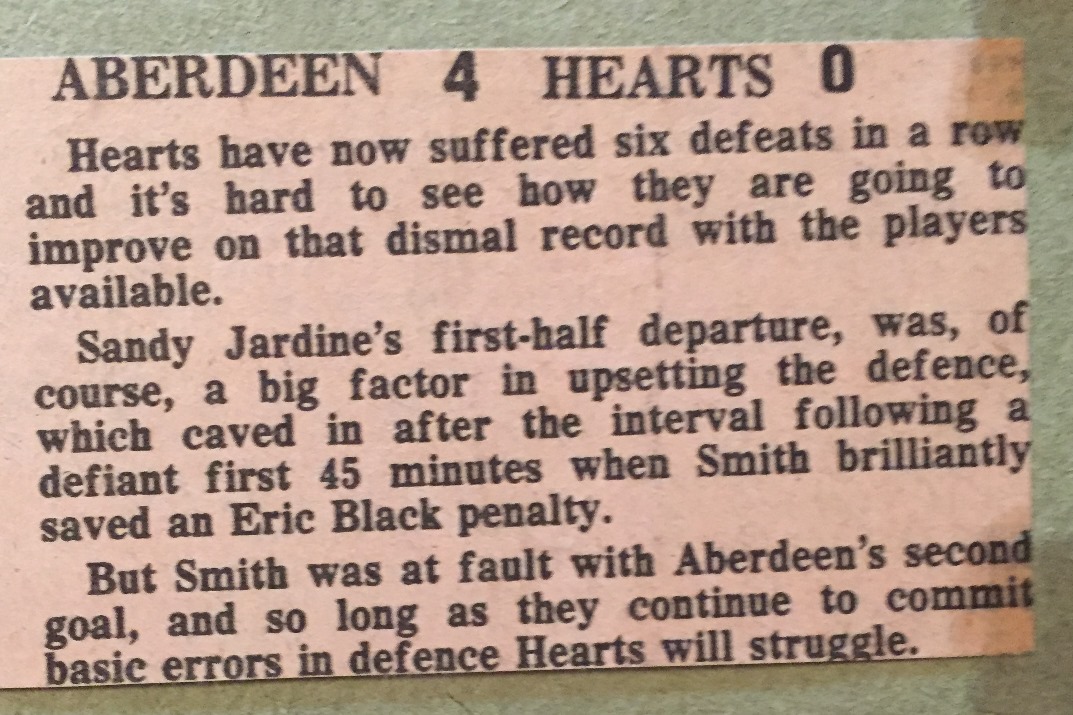 ABERDEEN 4 HEARTS 0
Hearts have now suffered six defeats in a row
and it's hard to see how they are going to
improve on that dismal record with the players
available.
Sandy Jardine's first-half departure, was, of
course, a big factor in upsetting the defence,
which caved in after the interval following a
defiant first 45 minutes when Smith brilliantly
saved an Eric Black penalty.
But Smith was at fault with Aberdeen's second
goal, and so long as they continue to commit
basic errors in defence Hearts will struggle.